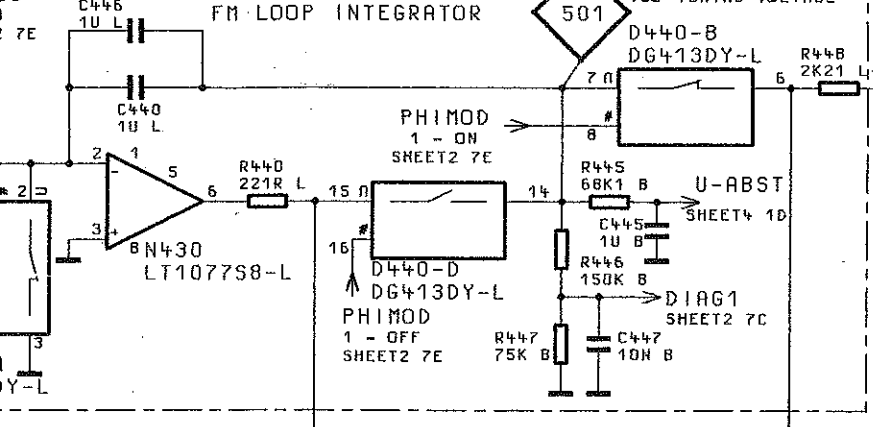 C446
1U L
2 7E
FM LOOP INTEGRATOR
501
D440-B
DG413DY-L
7
6
8
#
R448
2K21 L
C440
1U L
PHIMOD
1 - ON
SHEET2 7E
2
1
5
6
3
8
-
+
N430
LT1077S8-L
R440
221R L
15
14
16
#
D440-D
DG413DY-L
PHIMOD
1 - OFF
SHEET2 7E
R445
68K1 B
U-ABST
SHEET4 1D
C445
1U B
R446
150K B
DIAG1
SHEET2 7C
R447
75K B
C447
10N B
2
3
DY-L